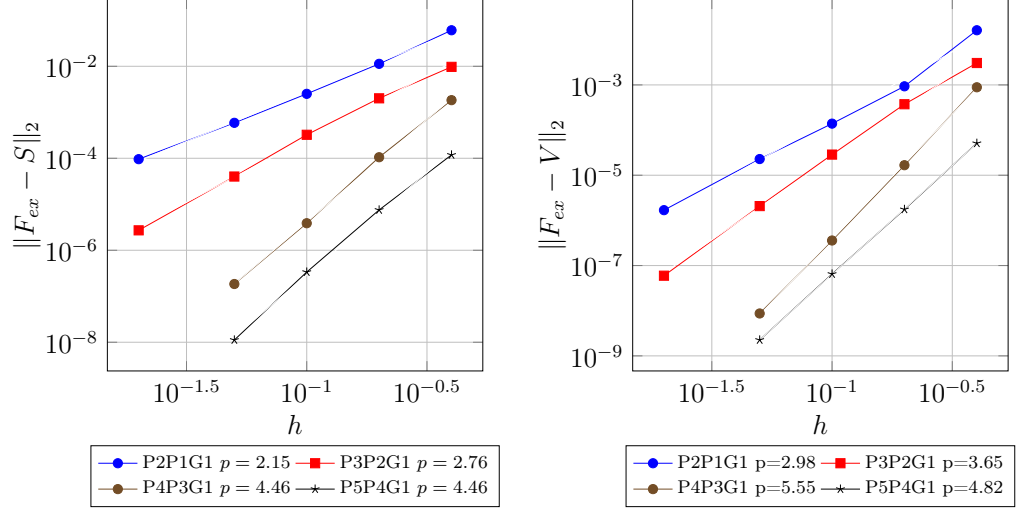 10^{-2}
10^{-4}
10^{-6}
10^{-8}
‖F_{ex} − S‖_2
10^{-1.5} 10^{-1} 10^{-0.5}
h
P2P1G1 p = 2.15 P3P2G1 p = 2.76
P4P3G1 p = 4.46 P5P4G1 p = 4.46
10^{-3}
10^{-5}
10^{-7}
10^{-9}
‖F_{ex} − V‖_2
10^{-1.5} 10^{-1} 10^{-0.5}
h
P2P1G1 p=2.98 P3P2G1 p=3.65
P4P3G1 p=5.55 P5P4G1 p=4.82